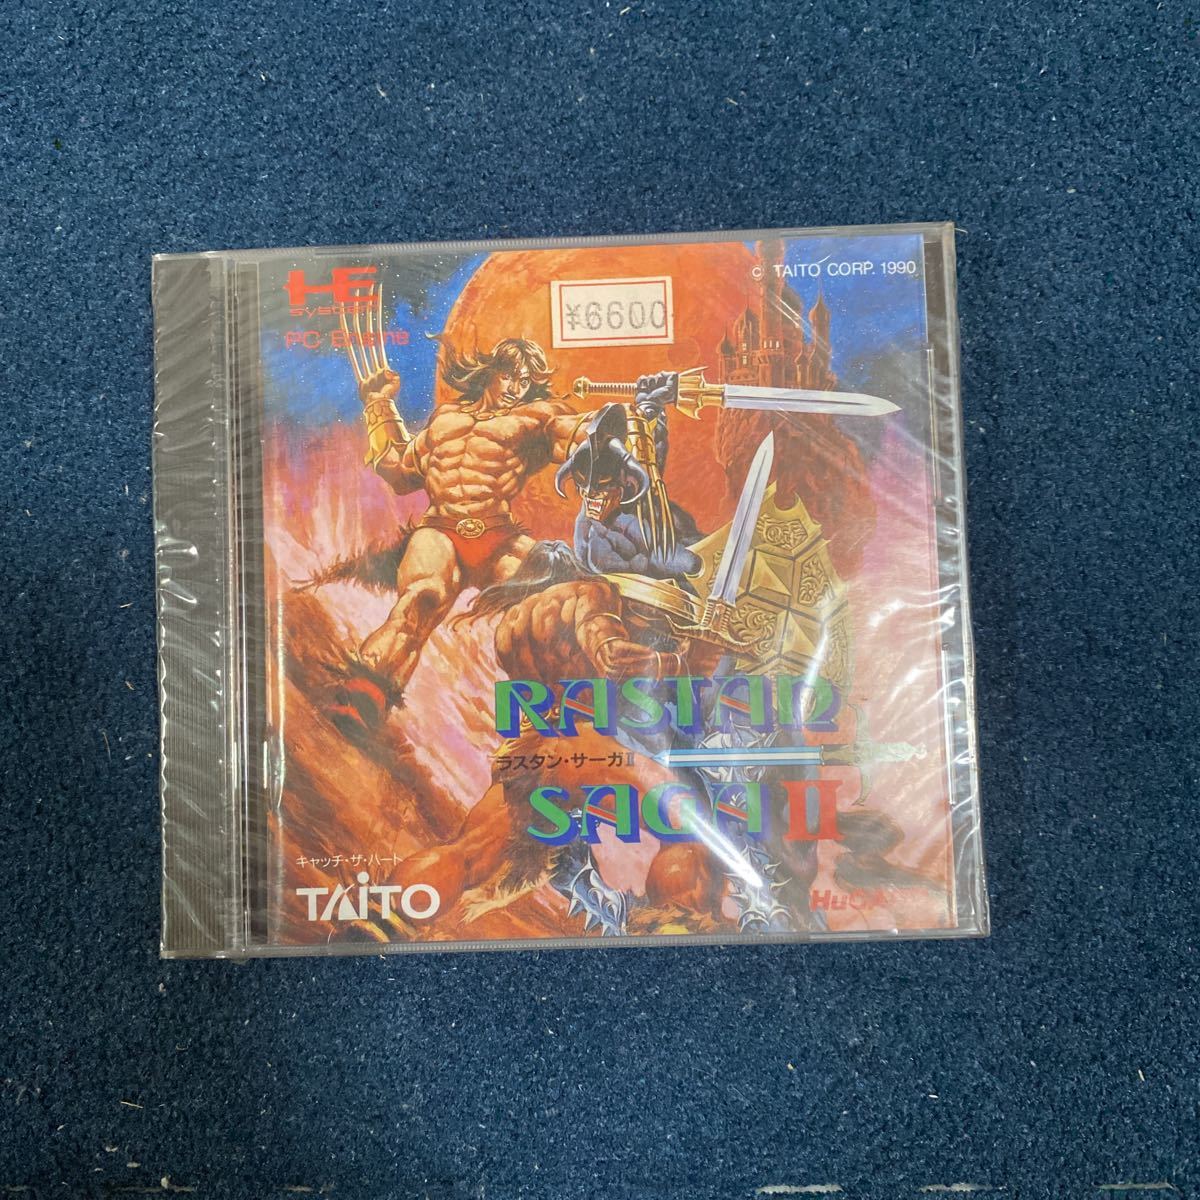 HE
system
PC Engine
¥6600
© TAITO CORP. 1990
RASTAN
ラスタン・サーガⅡ
SAGA II
キャッチ・ザ・ハート
TAITO